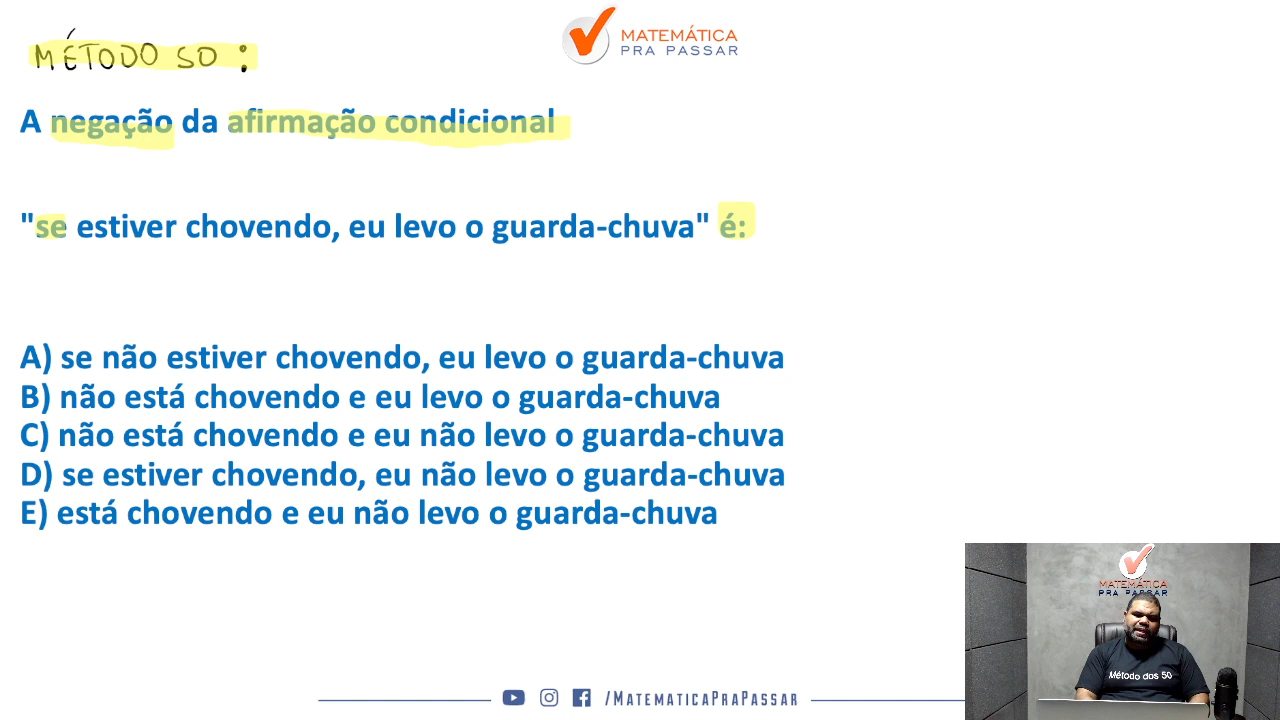 MÉTODO 50 :
MATEMÁTICA
PRA PASSAR
A negação da afirmação condicional
"se estiver chovendo, eu levo o guarda-chuva" é:
A) se não estiver chovendo, eu levo o guarda-chuva
B) não está chovendo e eu levo o guarda-chuva
C) não está chovendo e eu não levo o guarda-chuva
D) se estiver chovendo, eu não levo o guarda-chuva
E) está chovendo e eu não levo o guarda-chuva
MATEMÁTICA
PRA PASSAR
Método dos 50
/MatematicaPraPassar